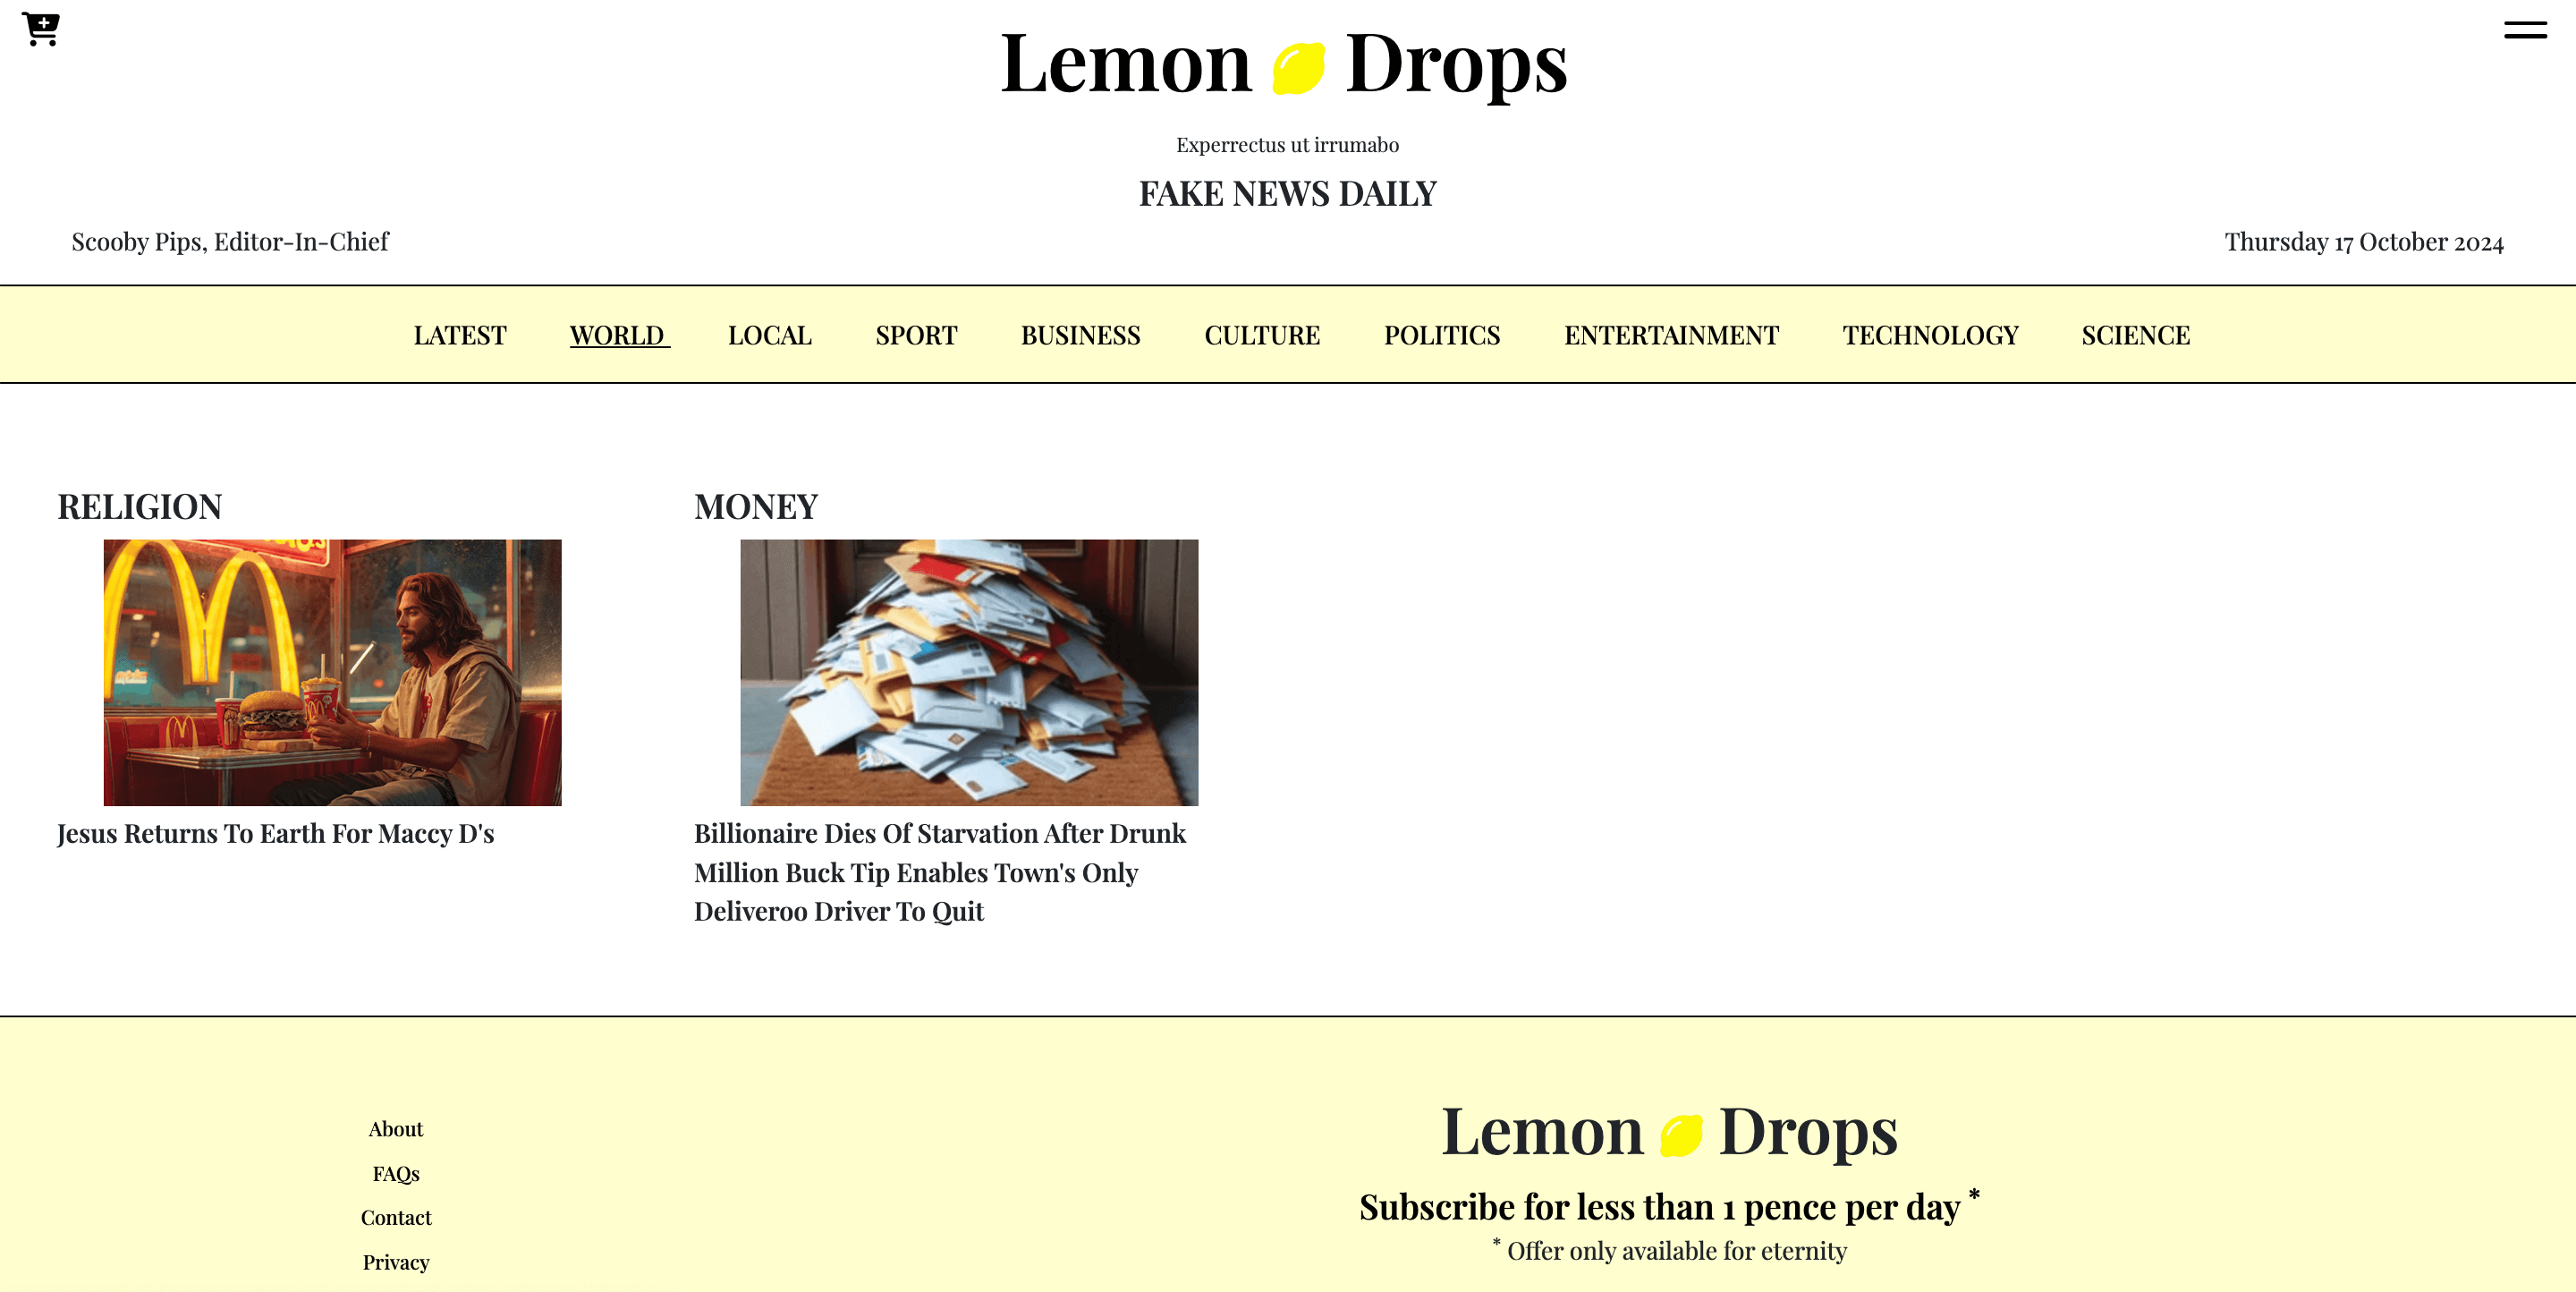 Lemon Drops
Experrectus ut irrumabo
FAKE NEWS DAILY
Scooby Pips, Editor-In-Chief
Thursday 17 October 2024
LATEST WORLD LOCAL SPORT BUSINESS CULTURE POLITICS ENTERTAINMENT TECHNOLOGY SCIENCE
RELIGION
Jesus Returns To Earth For Maccy D's
MONEY
Billionaire Dies Of Starvation After Drunk
Million Buck Tip Enables Town's Only
Deliveroo Driver To Quit
About
FAQs
Contact
Privacy
Lemon Drops
Subscribe for less than 1 pence per day *
* Offer only available for eternity